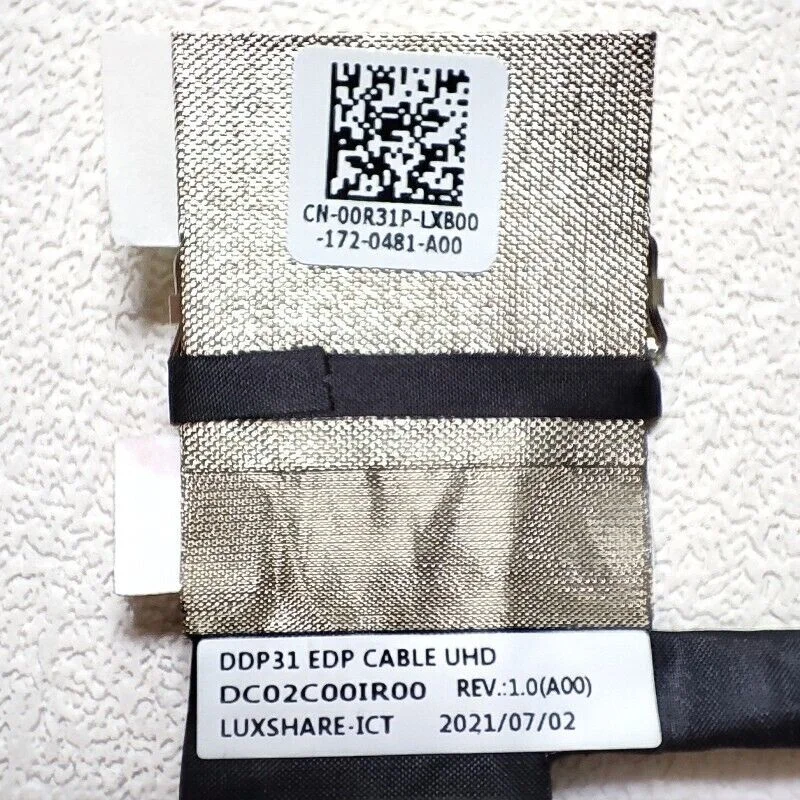 CN-00R31P-LXB00
-172-0481-A00
DDP31 EDP CABLE UHD
DC02C00IR00 REV.:1.0(A00)
LUXSHARE-ICT 2021/07/02